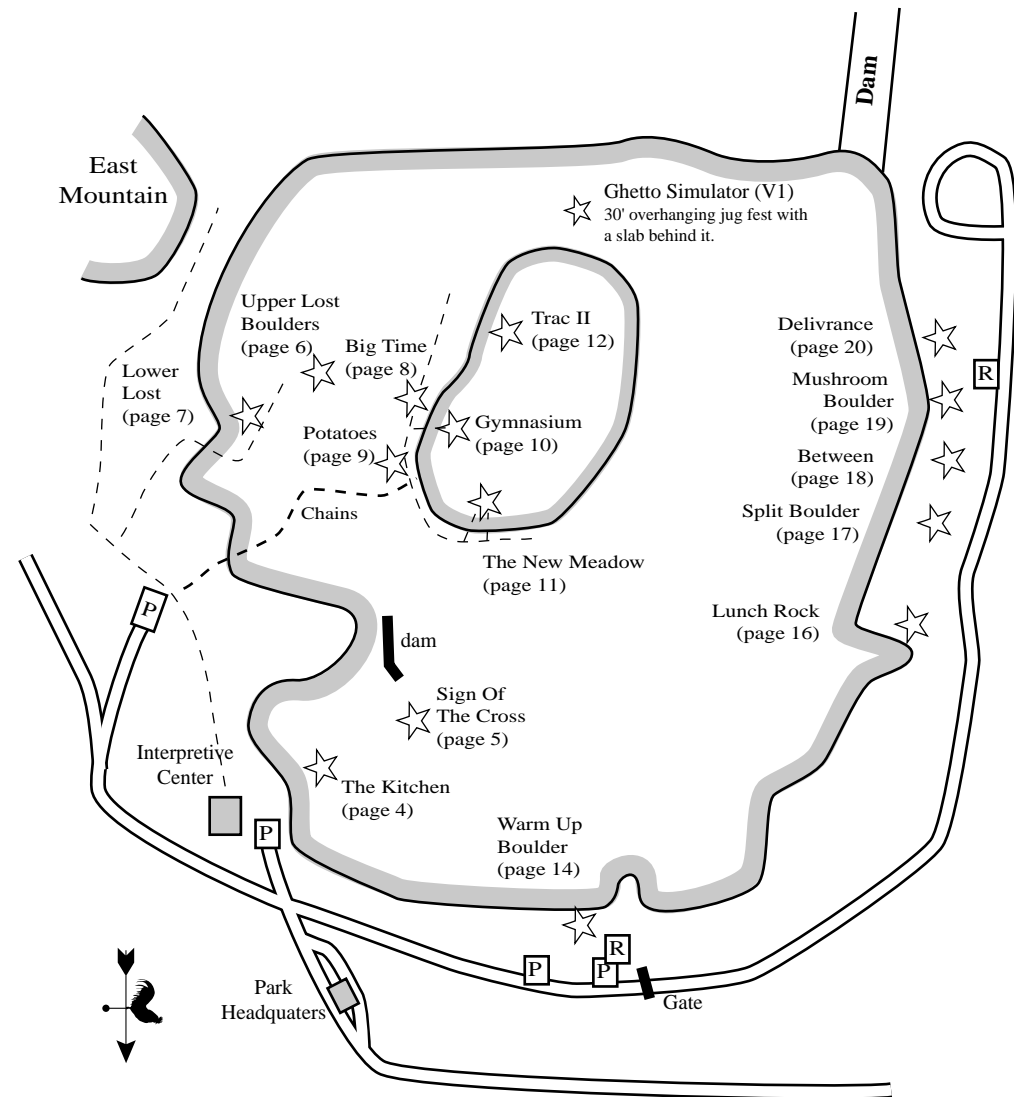 Dam
East
Mountain
Ghetto Simulator (V1)
30' overhanging jug fest with
a slab behind it.
Upper Lost
Boulders
(page 6)
Big Time
(page 8)
Trac II
(page 12)
Delivrance
(page 20)
R
Lower
Lost
(page 7)
Mushroom
Boulder
(page 19)
Potatoes
(page 9)
Gymnasium
(page 10)
Between
(page 18)
Chains
Split Boulder
(page 17)
The New Meadow
(page 11)
P
Lunch Rock
(page 16)
dam
Sign Of
The Cross
(page 5)
Interpretive
Center
The Kitchen
(page 4)
P
Warm Up
Boulder
(page 14)
R
P
P
Park
Headquaters
Gate